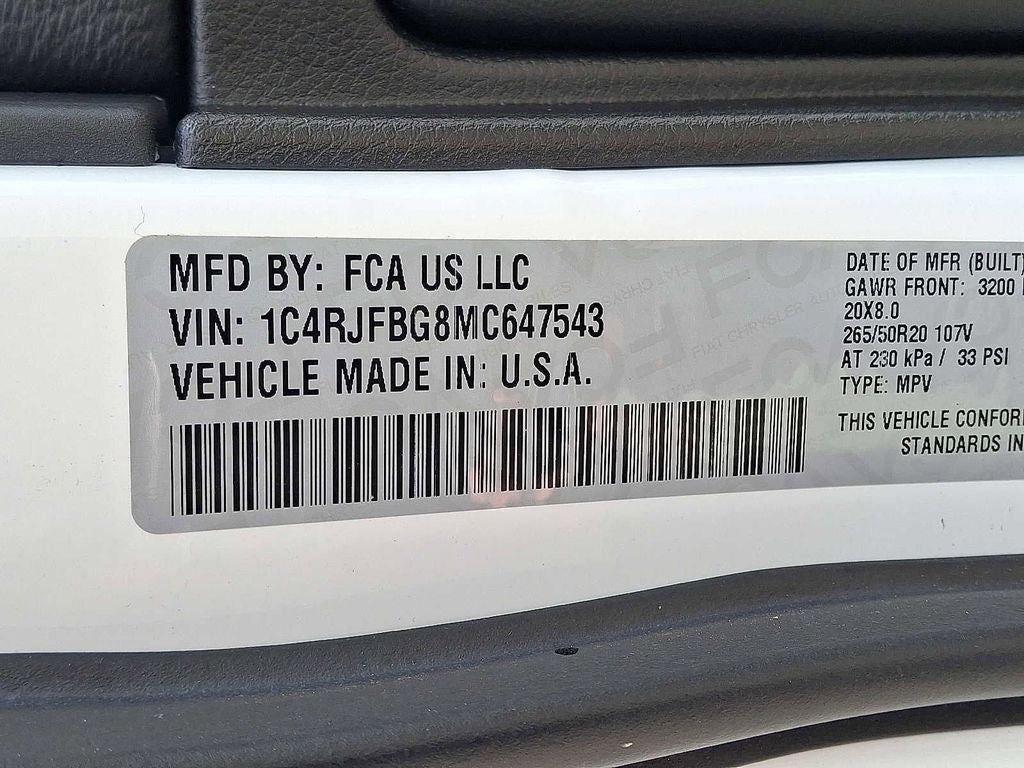 MFD BY: FCA US LLC
VIN: 1C4RJFBG8MC647543
VEHICLE MADE IN: U.S.A.
DATE OF MFR (BUILT)
GAWR FRONT: 3200
20X8.0
265/50R20 107V
AT 230 kPa / 33 PSI
TYPE: MPV
THIS VEHICLE CONFOR
STANDARDS IN